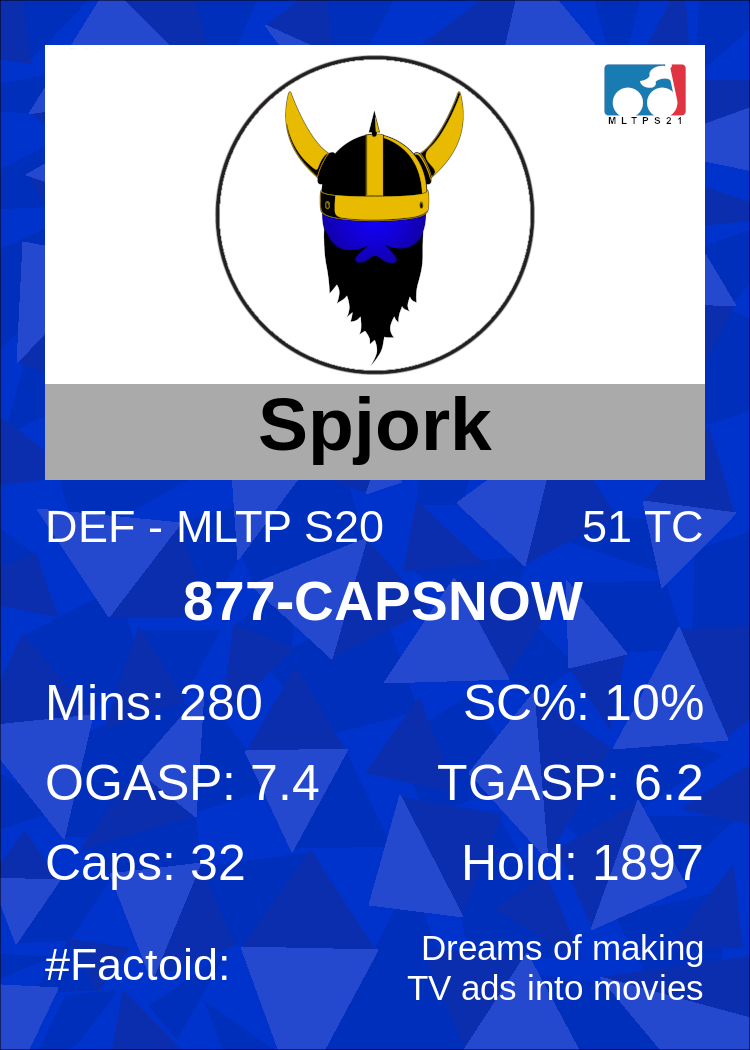 MLTPS21
Spjork
DEF - MLTP S20 51 TC
877-CAPSNOW
Mins: 280 SC%: 10%
OGASP: 7.4 TGASP: 6.2
Caps: 32 Hold: 1897
#Factoid: Dreams of making
TV ads into movies